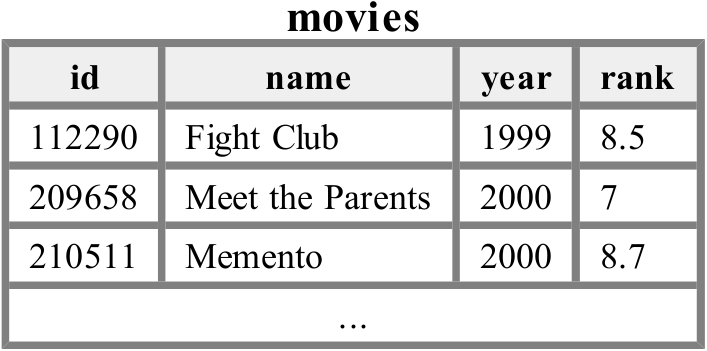 movies
id name year rank
112290 Fight Club 1999 8.5
209658 Meet the Parents 2000 7
210511 Memento 2000 8.7
...